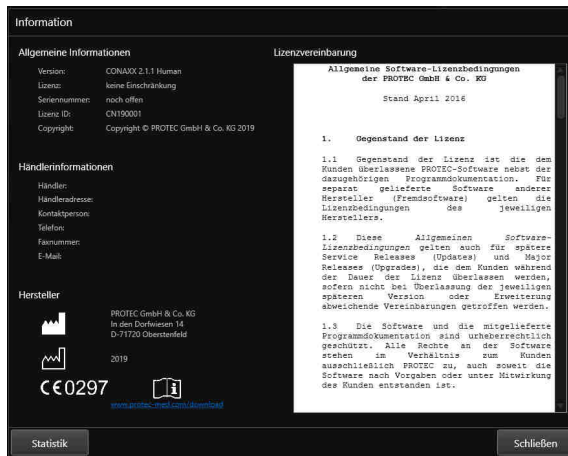 Information
Allgemeine Informationen
Version: CONAXX 2.1.1 Human
Lizenz: keine Einschränkung
Seriennummer: noch offen
Lizenz ID: CN190001
Copyright: Copyright © PROTEC GmbH & Co. KG 2019
Händlerinformationen
Händler:
Händleradresse:
Kontaktperson:
Telefon:
Faxnummer:
E-Mail:
Hersteller
PROTEC GmbH & Co. KG
In den Dorfwiesen 14
D-71720 Oberstenfeld
2019
CE0297
www.protec-med.com/download
Lizenzvereinbarung
Allgemeine Software-Lizenzbedingungen
der PROTEC GmbH & Co. KG
Stand April 2016
1. Gegenstand der Lizenz
1.1 Gegenstand der Lizenz ist die dem
Kunden überlassene PROTEC-Software nebst der
dazugehörigen Programmdokumentation. Für
separat gelieferte Software anderer
Hersteller (Fremdsoftware) gelten die
Lizenzbedingungen des jeweiligen
Herstellers.
1.2 Diese Allgemeinen Software-
Lizenzbedingungen gelten auch für spätere
Service Releases (Updates) und Major
Releases (Upgrades), die dem Kunden während
der Dauer der Lizenz überlassen werden,
sofern nicht bei Überlassung der jeweiligen
späteren Version oder Erweiterung
abweichende Vereinbarungen getroffen werden.
1.3 Die Software und die mitgelieferte
Programmdokumentation sind urheberrechtlich
geschützt. Alle Rechte an der Software
stehen im Verhältnis zum Kunden
ausschließlich PROTEC zu, auch soweit die
Software nach Vorgaben oder unter Mitwirkung
des Kunden entstanden ist.
Statistik
Schließen